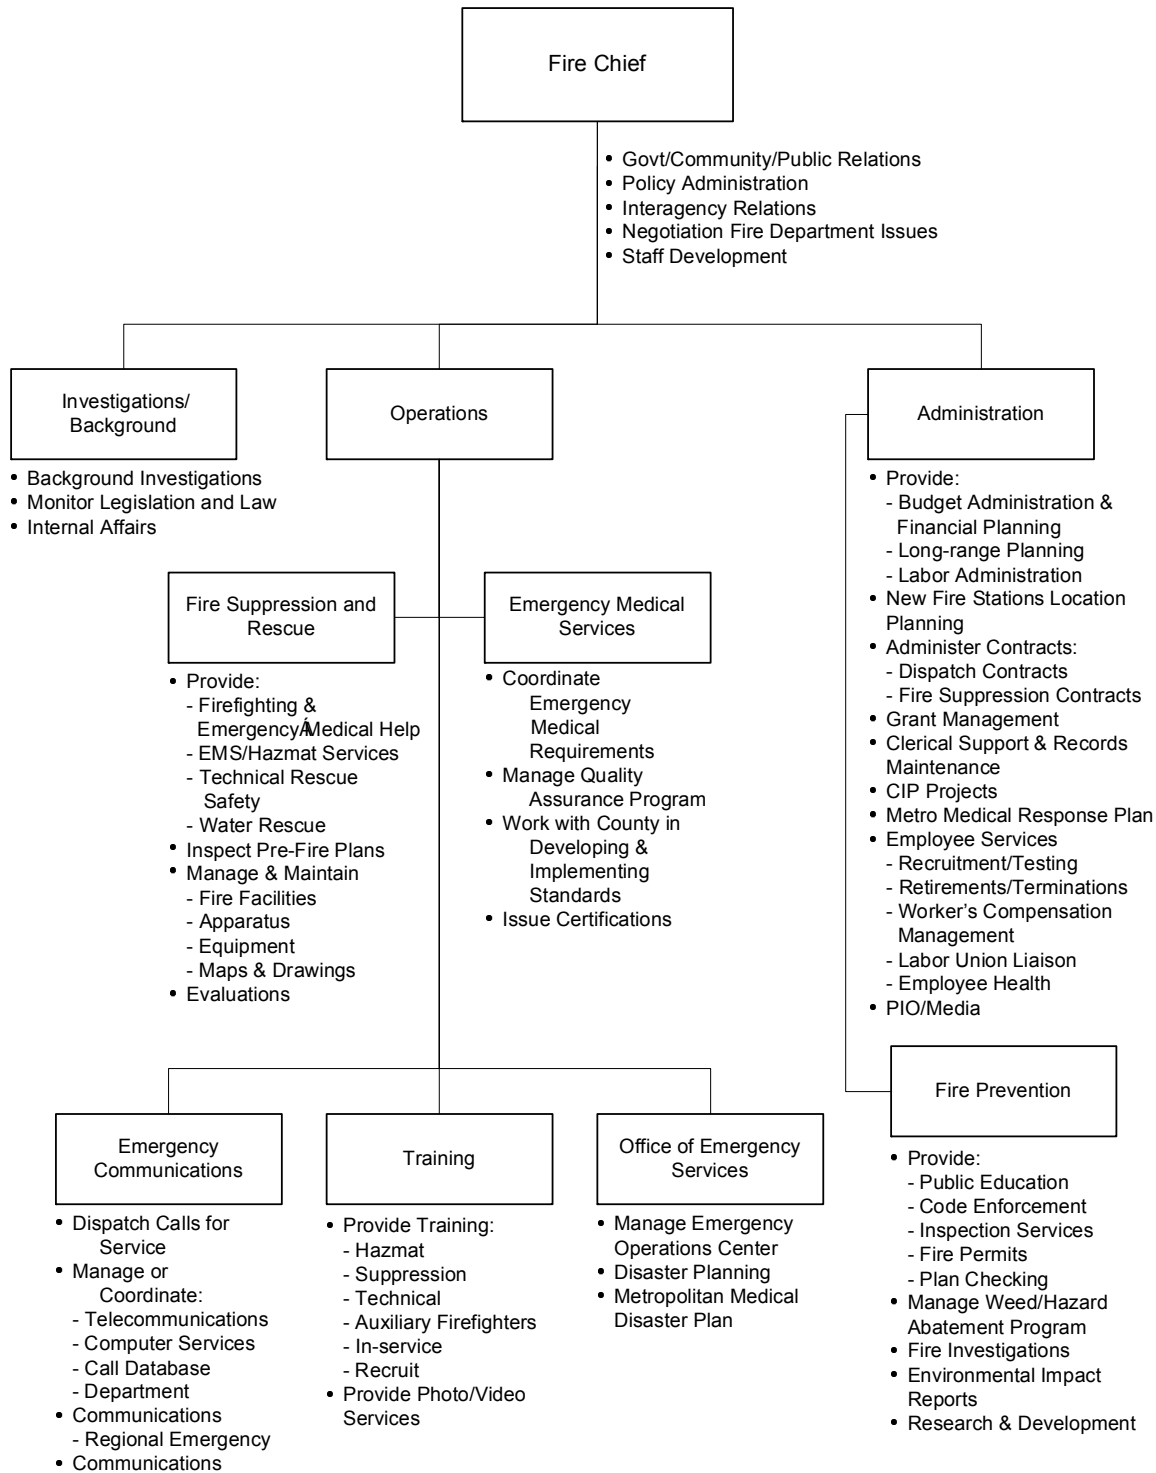 Fire Chief
• Govt/Community/Public Relations
• Policy Administration
• Interagency Relations
• Negotiation Fire Department Issues
• Staff Development
Investigations/
Background
• Background Investigations
• Monitor Legislation and Law
• Internal Affairs
Operations
Administration
• Provide:
- Budget Administration &
Financial Planning
- Long-range Planning
- Labor Administration
• New Fire Stations Location
Planning
• Administer Contracts:
- Dispatch Contracts
- Fire Suppression Contracts
• Grant Management
• Clerical Support & Records
Maintenance
• CIP Projects
• Metro Medical Response Plan
• Employee Services
- Recruitment/Testing
- Retirements/Terminations
- Worker’s Compensation
Management
- Labor Union Liaison
- Employee Health
• PIO/Media
Fire Suppression and
Rescue
• Provide:
- Firefighting &
Emergency Medical Help
- EMS/Hazmat Services
- Technical Rescue
Safety
- Water Rescue
• Inspect Pre-Fire Plans
• Manage & Maintain
- Fire Facilities
- Apparatus
- Equipment
- Maps & Drawings
• Evaluations
Emergency Medical
Services
• Coordinate
Emergency
Medical
Requirements
• Manage Quality
Assurance Program
• Work with County in
Developing &
Implementing
Standards
• Issue Certifications
Emergency
Communications
• Dispatch Calls for
Service
• Manage or
Coordinate:
- Telecommunications
- Computer Services
- Call Database
- Department
• Communications
- Regional Emergency
• Communications
Training
• Provide Training:
- Hazmat
- Suppression
- Technical
- Auxiliary Firefighters
- In-service
- Recruit
• Provide Photo/Video
Services
Office of Emergency
Services
• Manage Emergency
Operations Center
• Disaster Planning
• Metropolitan Medical
Disaster Plan
Fire Prevention
• Provide:
- Public Education
- Code Enforcement
- Inspection Services
- Fire Permits
- Plan Checking
• Manage Weed/Hazard
Abatement Program
• Fire Investigations
• Environmental Impact
Reports
• Research & Development